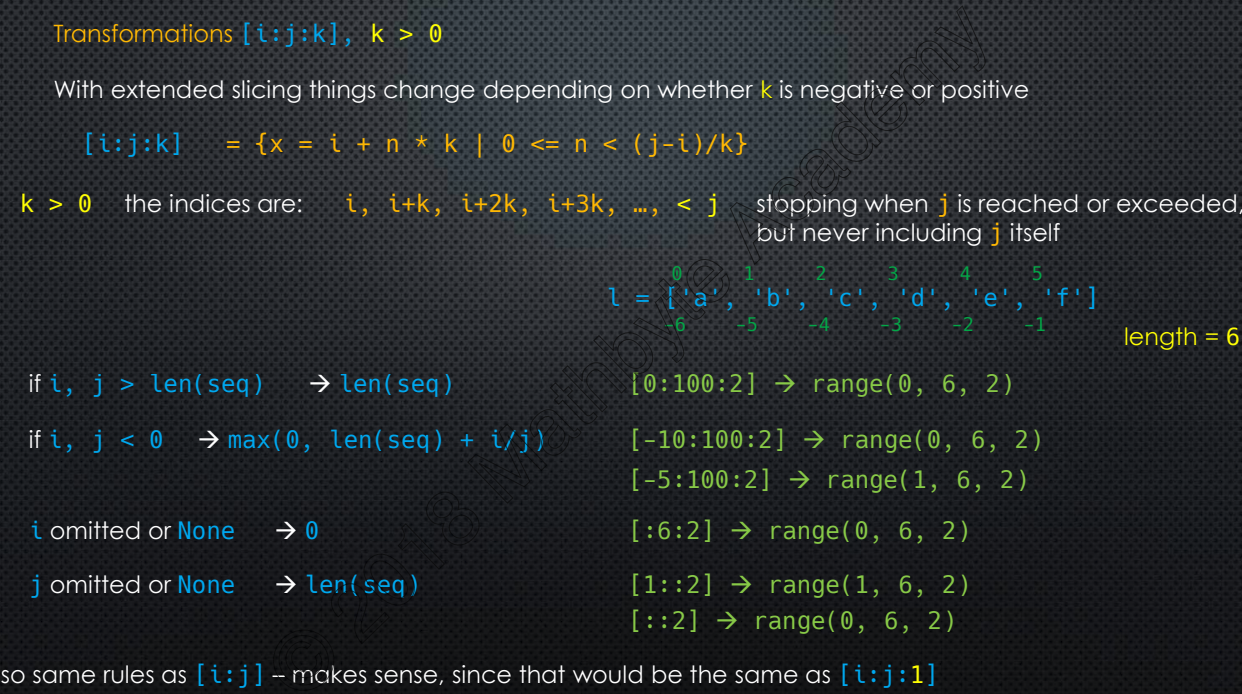 Transformations [i:j:k], k > 0
With extended slicing things change depending on whether k is negative or positive
[i:j:k] = {x = i + n * k | 0 <= n < (j-i)/k}
k > 0 the indices are: i, i+k, i+2k, i+3k, …, < j stopping when j is reached or exceeded,
but never including j itself
0 1 2 3 4 5
l = ['a', 'b', 'c', 'd', 'e', 'f']
-6 -5 -4 -3 -2 -1
length = 6
if i, j > len(seq) → len(seq) [0:100:2] → range(0, 6, 2)
if i, j < 0 → max(0, len(seq) + i/j) [-10:100:2] → range(0, 6, 2)
[-5:100:2] → range(1, 6, 2)
i omitted or None → 0 [:6:2] → range(0, 6, 2)
j omitted or None → len(seq) [1::2] → range(1, 6, 2)
[::2] → range(0, 6, 2)
so same rules as [i:j] – makes sense, since that would be the same as [i:j:1]